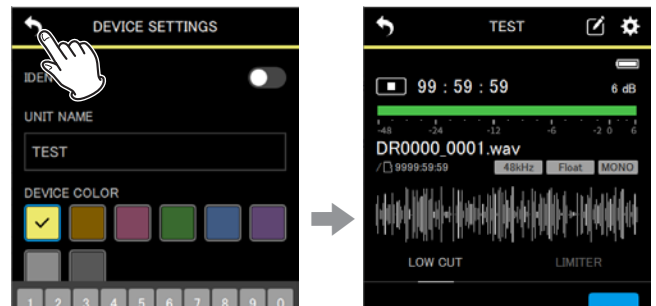 DEVICE SETTINGS
UNIT NAME
TEST
DEVICE COLOR
1 2 3 4 5 6 7 8 9 0
TEST
99 : 59 : 59
6 dB
-48 -24 -12 -6 -2 0 6
DR0000_0001.wav
/ 9999:59:59 48kHz Float MONO
LOW CUT LIMITER